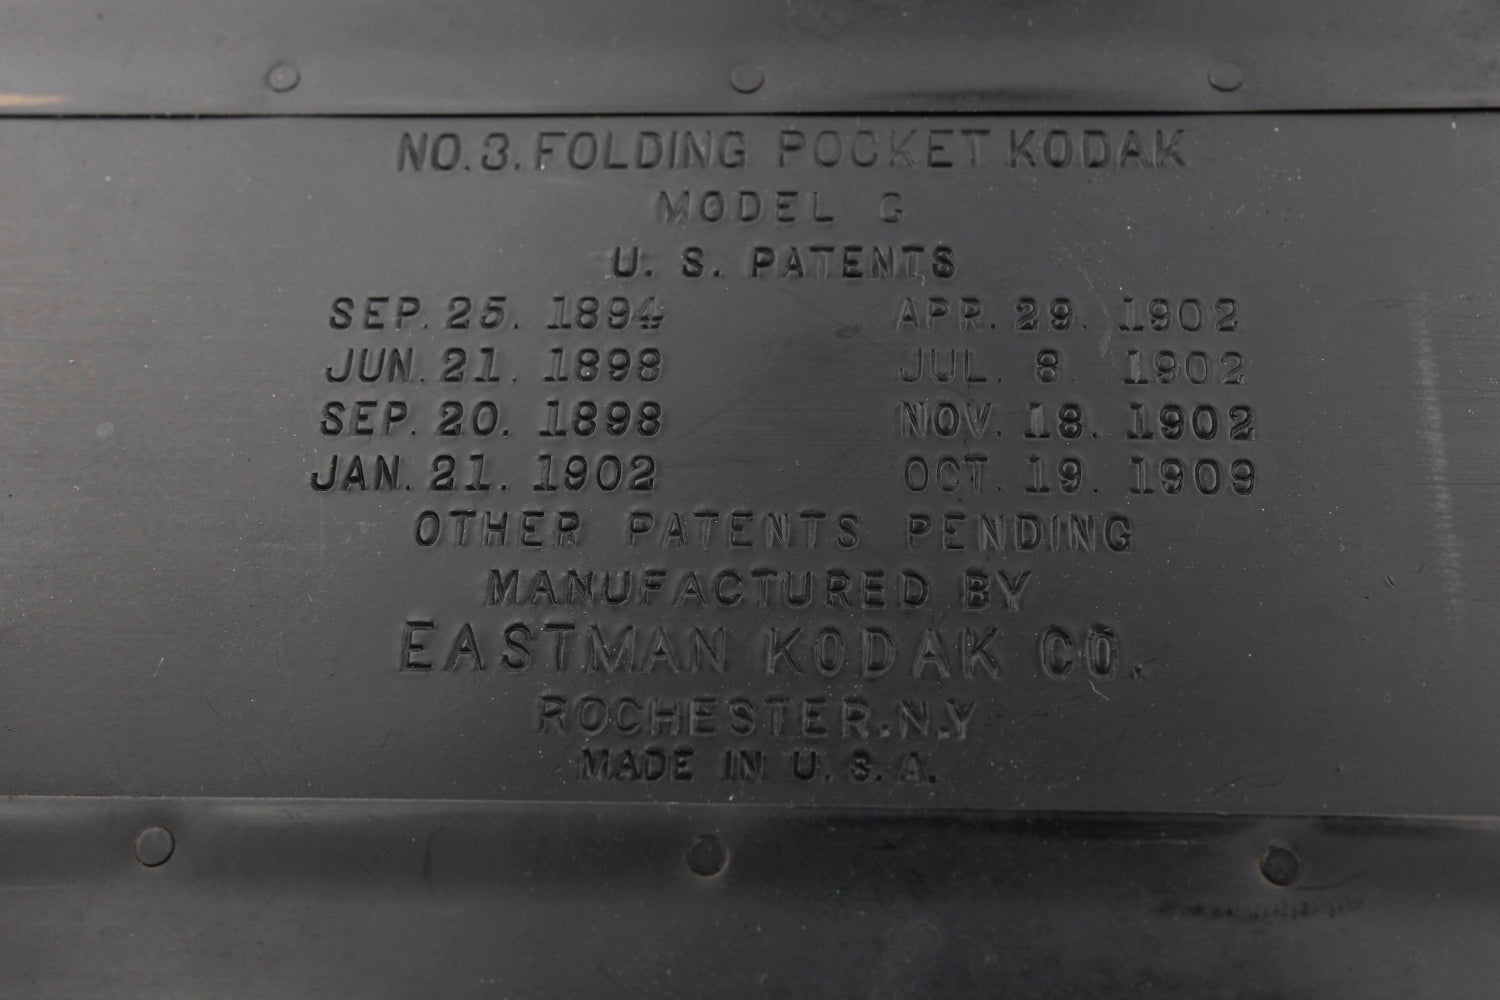 NO. 3. FOLDING POCKET KODAK
MODEL G
U. S. PATENTS
SEP. 25. 1894 APR. 29. 1902
JUN. 21. 1898 JUL. 8. 1902
SEP. 20. 1898 NOV. 18. 1902
JAN. 21. 1902 OCT. 19. 1909
OTHER PATENTS PENDING
MANUFACTURED BY
EASTMAN KODAK CO.
ROCHESTER. N.Y
MADE IN U. S. A.